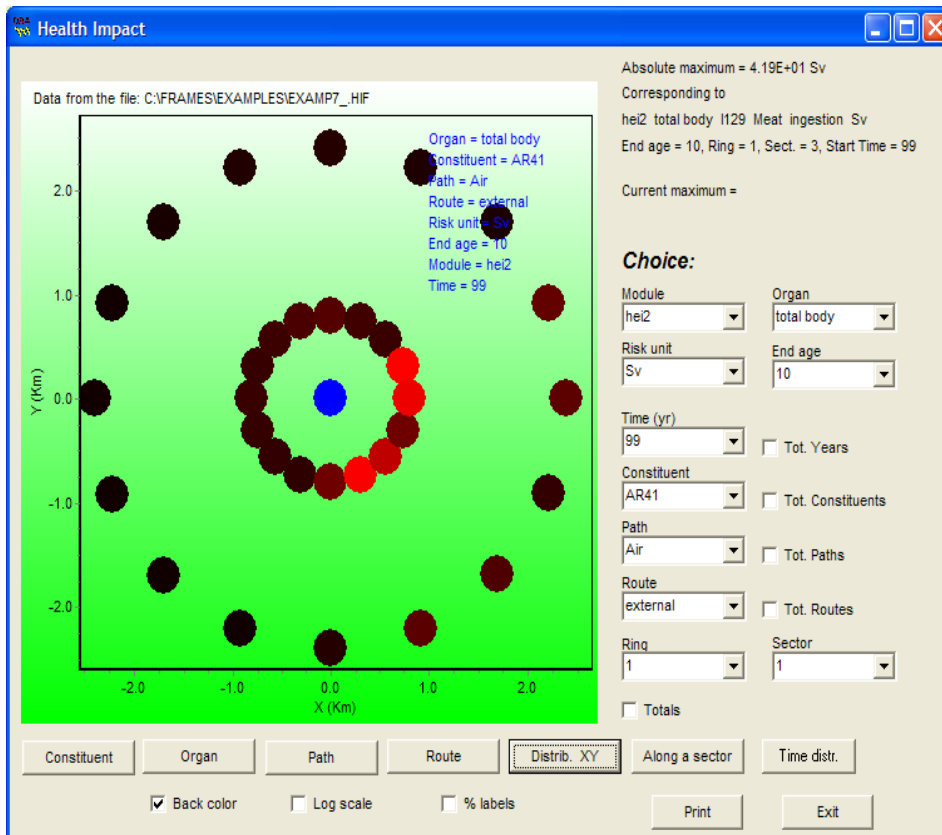 Health Impact
Data from the file: C:\FRAMES\EXAMPLES\EXAMP7_.HIF
Organ = total body
Constituent = AR41
Path = Air
Route = external
Risk unit = Sv
End age = 10
Module = hei2
Time = 99
2.0
1.0
0.0
-1.0
-2.0
Y (Km)
-2.0 -1.0 0.0 1.0 2.0
X (Km)
Absolute maximum = 4.19E+01 Sv
Corresponding to
hei2 total body I129 Meat ingestion Sv
End age = 10, Ring = 1, Sect. = 3, Start Time = 99
Current maximum =
Choice:
Module Organ
hei2 total body
Risk unit End age
Sv 10
Time (yr)
99 Tot. Years
Constituent
AR41 Tot. Constituents
Path
Air Tot. Paths
Route
external Tot. Routes
Ring Sector
1 1
Totals
Constituent Organ Path Route Distrib. XY Along a sector Time distr.
Back color Log scale % labels Print Exit